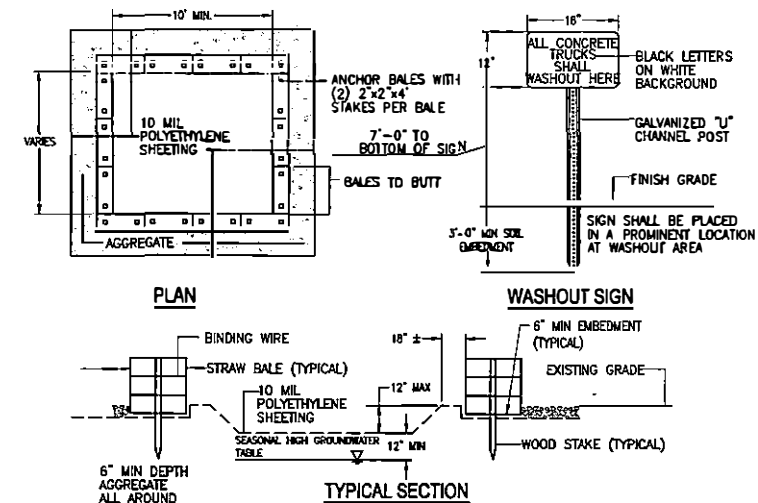 10' MIN.
VARIES
10 MIL
POLYETHYLENE
SHEETING
AGGREGATE
ANCHOR BALES WITH
(2) 2"x2"x4'
STAKES PER BALE
7'-0" TO
BOTTOM OF SIGN
BALES TO BUTT
PLAN
16"
12"
ALL CONCRETE
TRUCKS
SHALL
WASHOUT HERE
BLACK LETTERS
ON WHITE
BACKGROUND
GALVANIZED "U"
CHANNEL POST
FINISH GRADE
3'-0" MIN SOIL
EMBEDMENT
SIGN SHALL BE PLACED
IN A PROMINENT LOCATION
AT WASHOUT AREA
WASHOUT SIGN
BINDING WIRE
STRAW BALE (TYPICAL)
10 MIL
POLYETHYLENE
SHEETING
SEASONAL HIGH GROUNDWATER
TABLE
18" ±
12" MAX
12" MIN
6" MIN EMBEDMENT
(TYPICAL)
EXISTING GRADE
WOOD STAKE (TYPICAL)
6" MIN DEPTH
AGGREGATE
ALL AROUND
TYPICAL SECTION